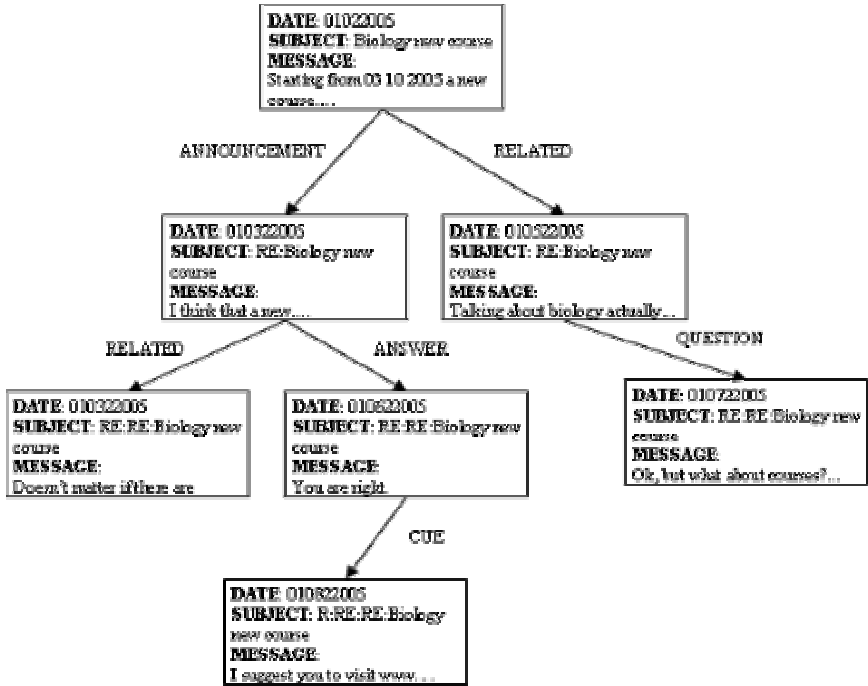 DATE: 01022005
SUBJECT: Biology new course
MESSAGE:
Starting from 03 10 2005 a new
course....
ANNOUNCEMENT
RELATED
DATE: 010322005
SUBJECT: RE:Biology new
course
MESSAGE:
I think that a new....
DATE: 010522005
SUBJECT: RE:Biology new
course
MESSAGE:
Talking about biology actually...
RELATED
ANSWER
QUESTION
DATE: 010322005
SUBJECT: RE:RE:Biology new
course
MESSAGE:
Doesn't matter if there are
DATE: 010622005
SUBJECT: RE:RE:Biology new
course
MESSAGE:
You are right.
DATE: 010722005
SUBJECT: RE:RE:Biology new
course
MESSAGE:
Ok, but what about courses?...
CUE
DATE: 010822005
SUBJECT: R:RE:RE:Biology
new course
MESSAGE:
I suggest you to visit www....